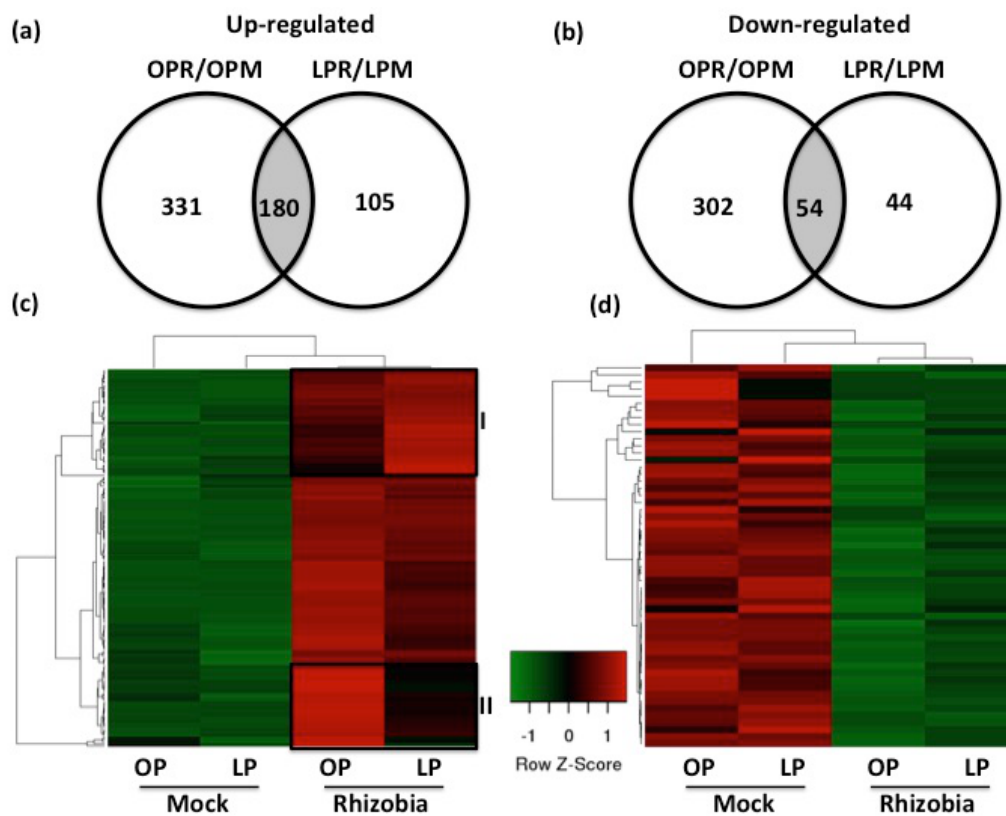 (a) Up-regulated
OPR/OPM LPR/LPM
331 180 105
(b) Down-regulated
OPR/OPM LPR/LPM
302 54 44
(c)
I
II
OP LP OP LP
Mock Rhizobia
-1 0 1
Row Z-Score
(d)
OP LP OP LP
Mock Rhizobia